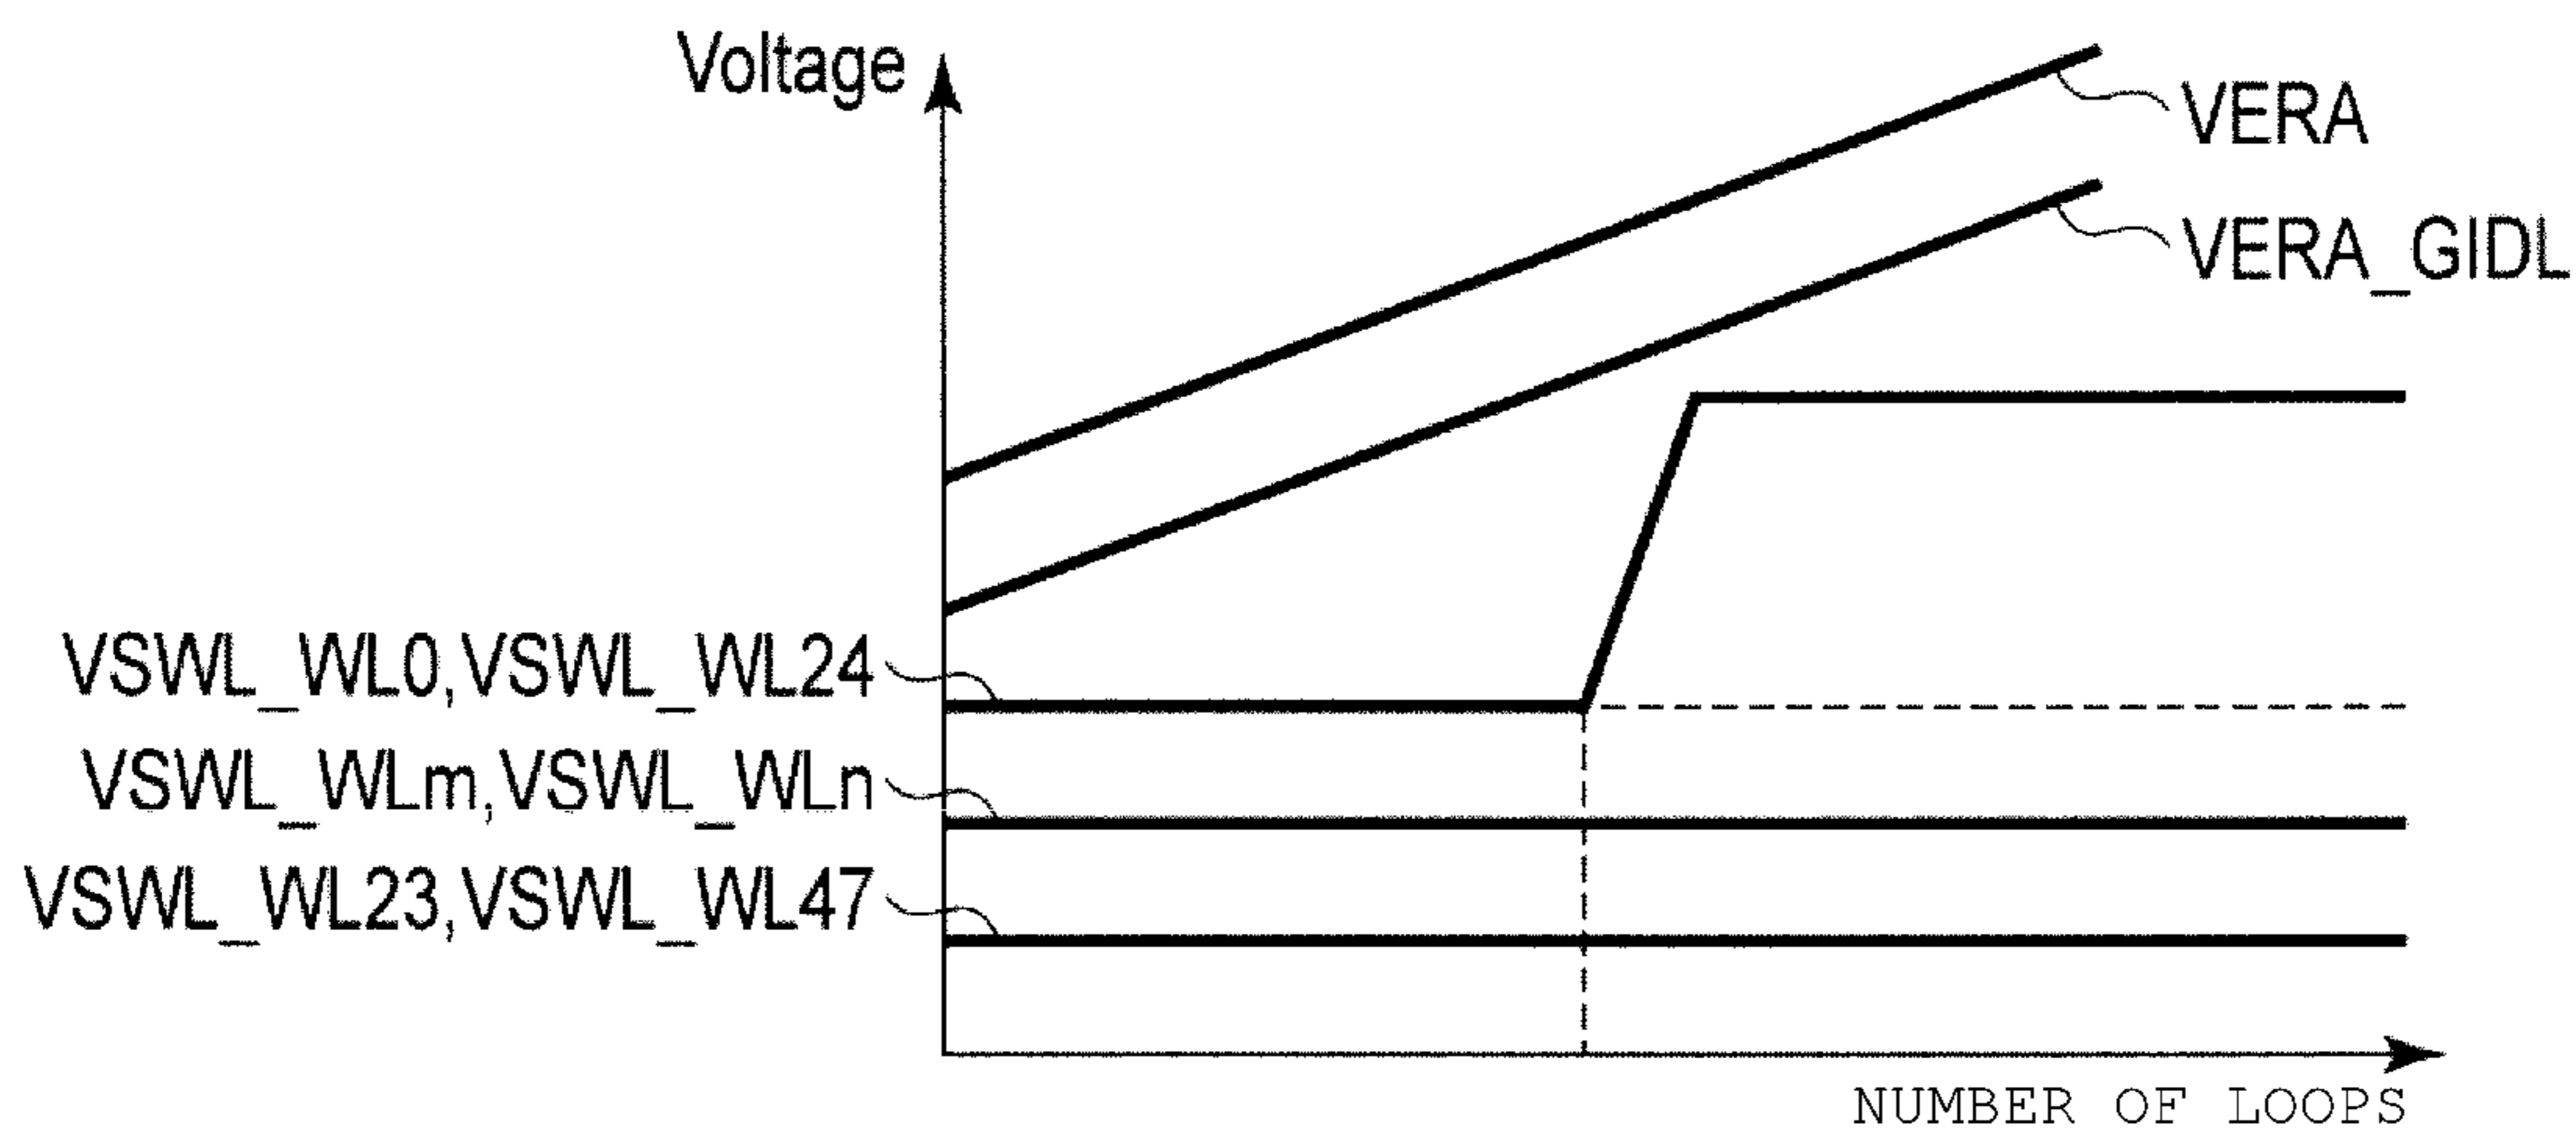 Voltage
VERA
VERA_GIDL
VSWL_WL0,VSWL_WL24
VSWL_WLm,VSWL_WLn
VSWL_WL23,VSWL_WL47
NUMBER OF LOOPS